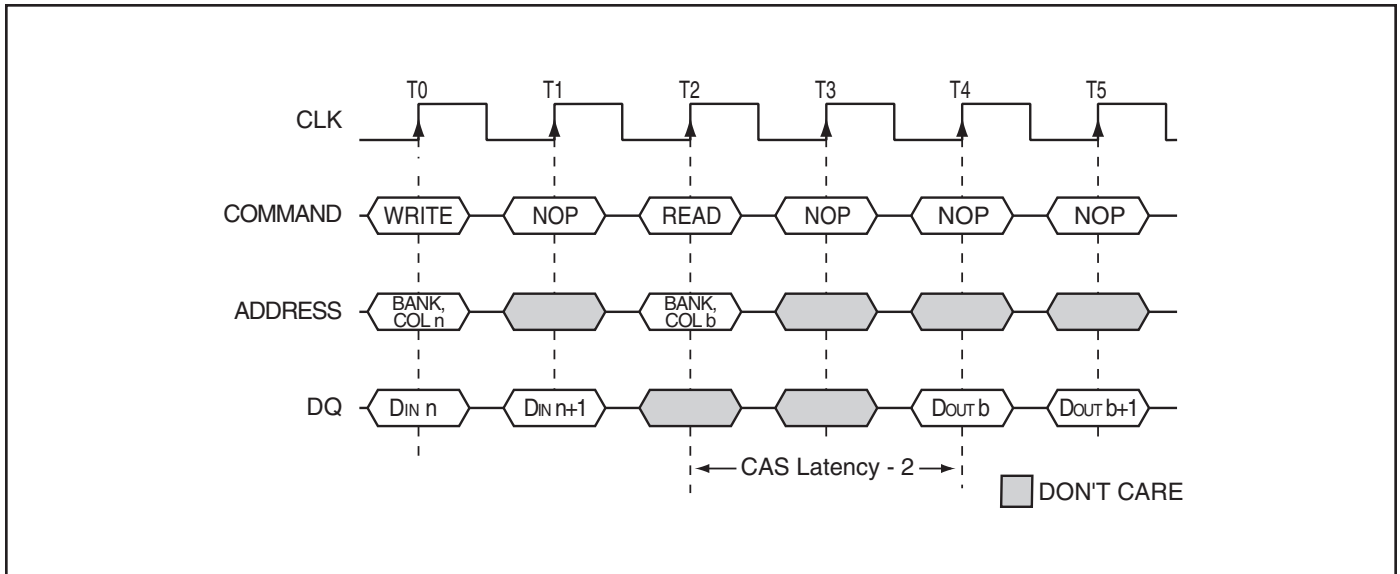 T0 T1 T2 T3 T4 T5
CLK
COMMAND WRITE NOP READ NOP NOP NOP
ADDRESS BANK, COL n BANK, COL b
DQ DIN n DIN n+1 DOUT b DOUT b+1
CAS Latency - 2
DON'T CARE